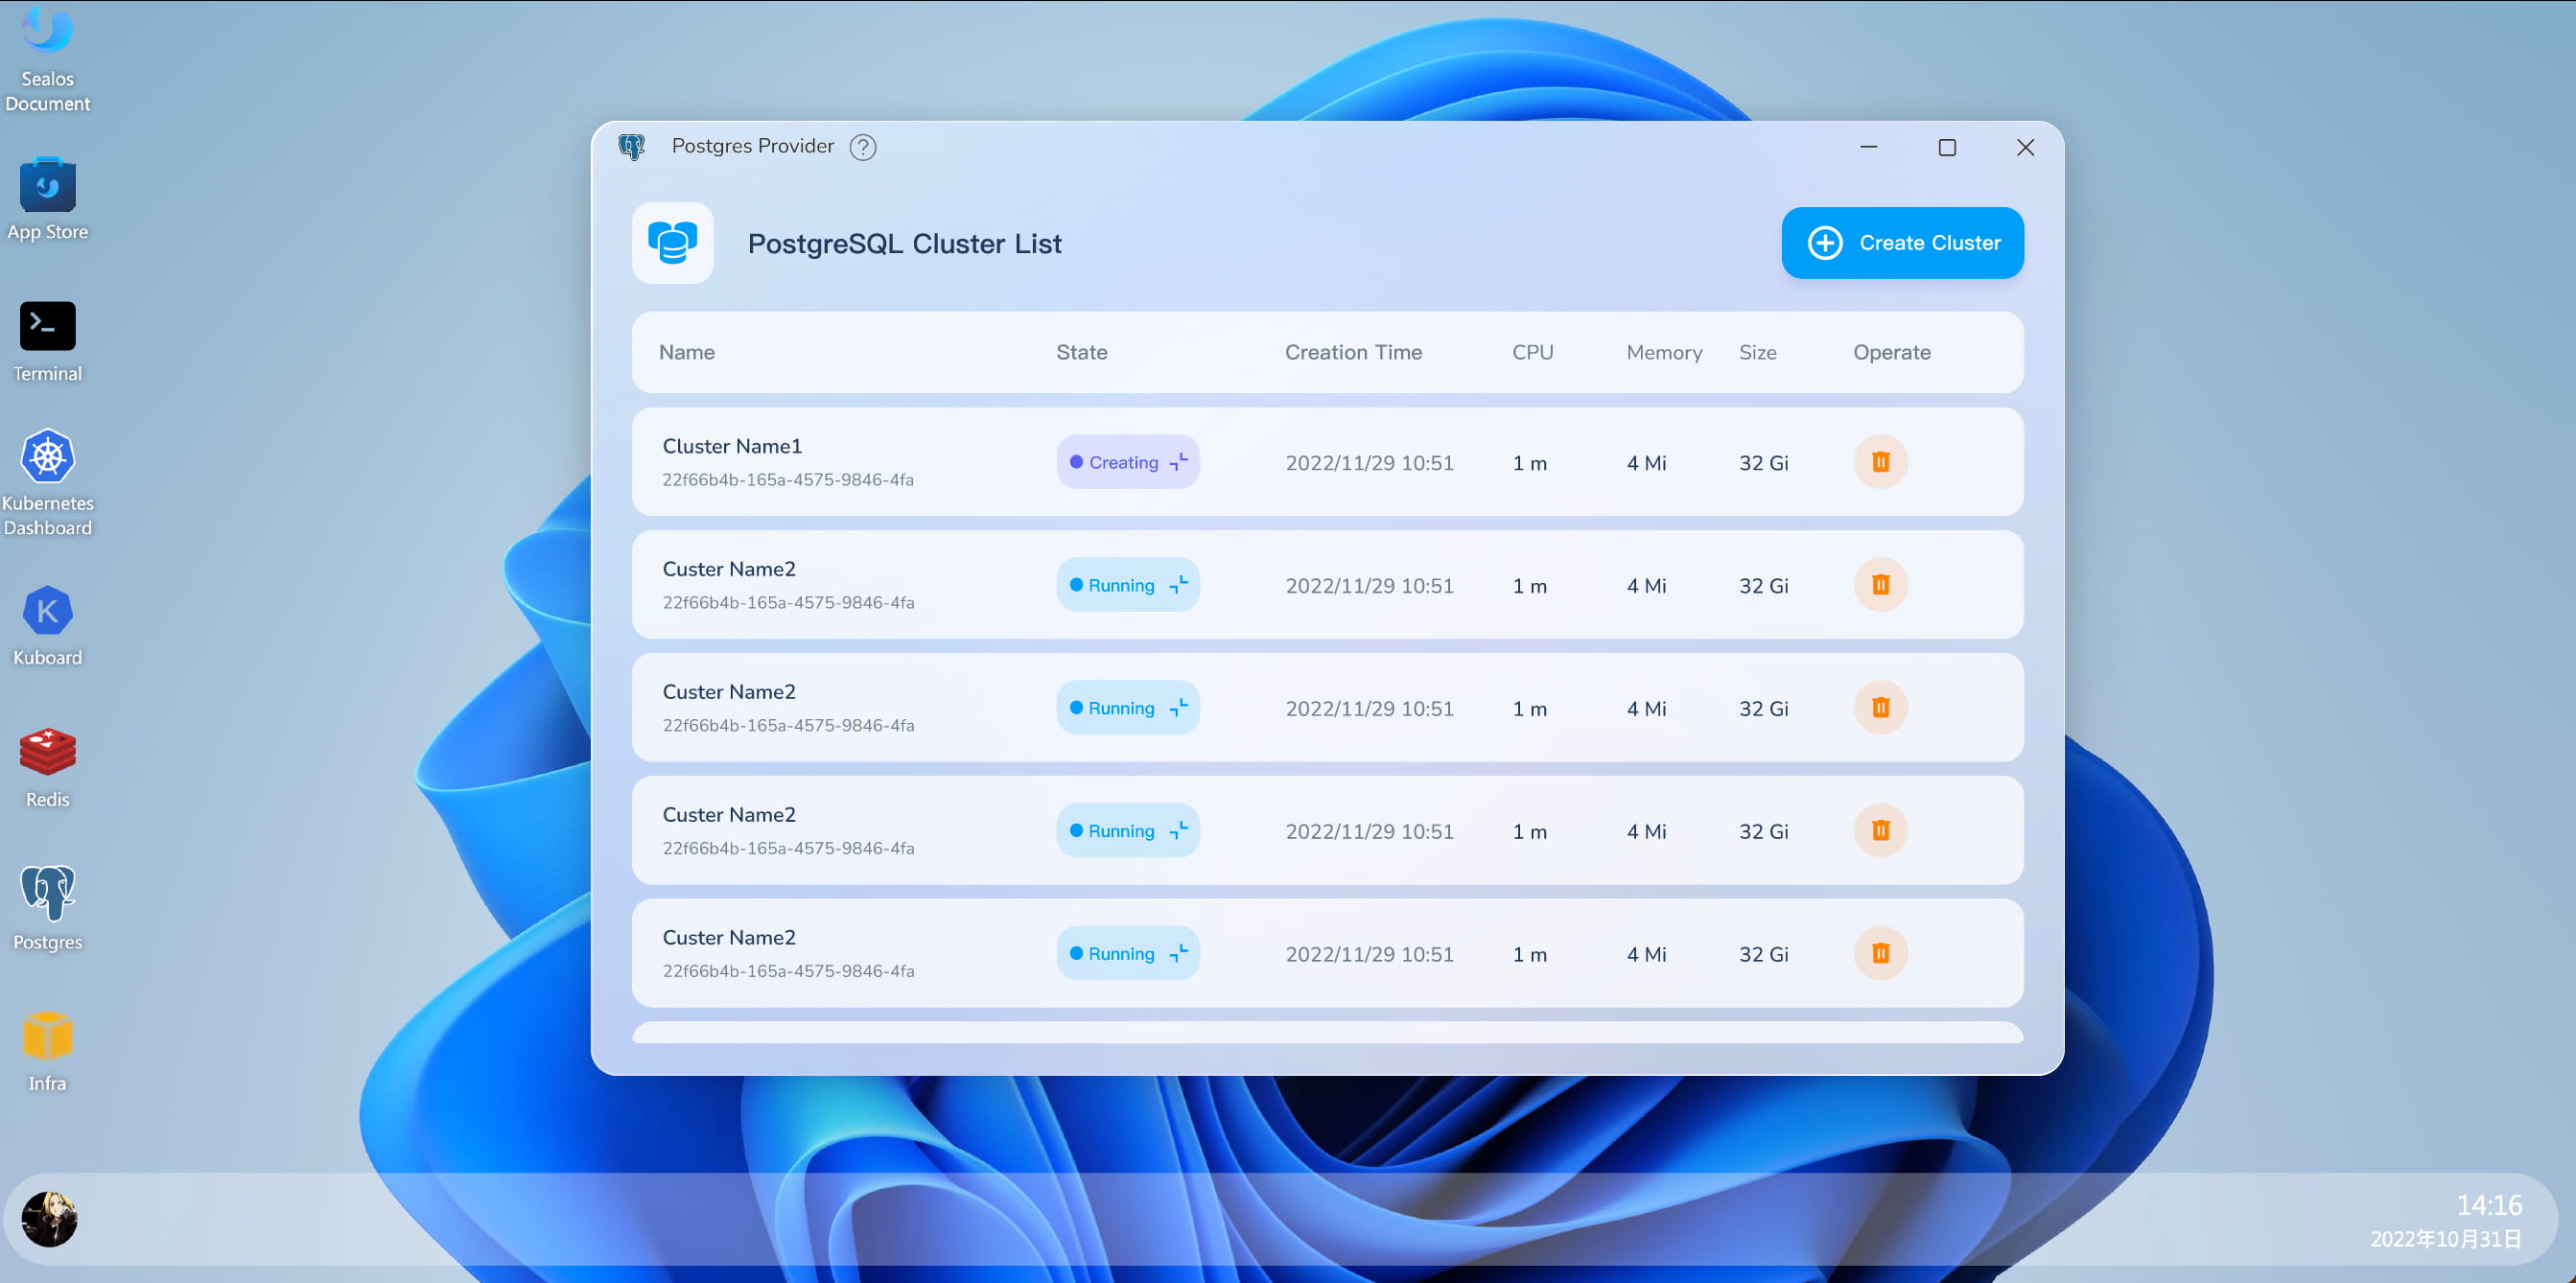 Sealos
Document
App Store
Terminal
Kubernetes
Dashboard
K
Kuboard
Redis
Postgres
Infra
Postgres Provider ?
PostgreSQL Cluster List
Create Cluster
Name State Creation Time CPU Memory Size Operate
Cluster Name1
22f66b4b-165a-4575-9846-4fa
Creating 2022/11/29 10:51 1 m 4 Mi 32 Gi
Custer Name2
22f66b4b-165a-4575-9846-4fa
Running 2022/11/29 10:51 1 m 4 Mi 32 Gi
Custer Name2
22f66b4b-165a-4575-9846-4fa
Running 2022/11/29 10:51 1 m 4 Mi 32 Gi
Custer Name2
22f66b4b-165a-4575-9846-4fa
Running 2022/11/29 10:51 1 m 4 Mi 32 Gi
Custer Name2
22f66b4b-165a-4575-9846-4fa
Running 2022/11/29 10:51 1 m 4 Mi 32 Gi
14:16
2022年10月31日